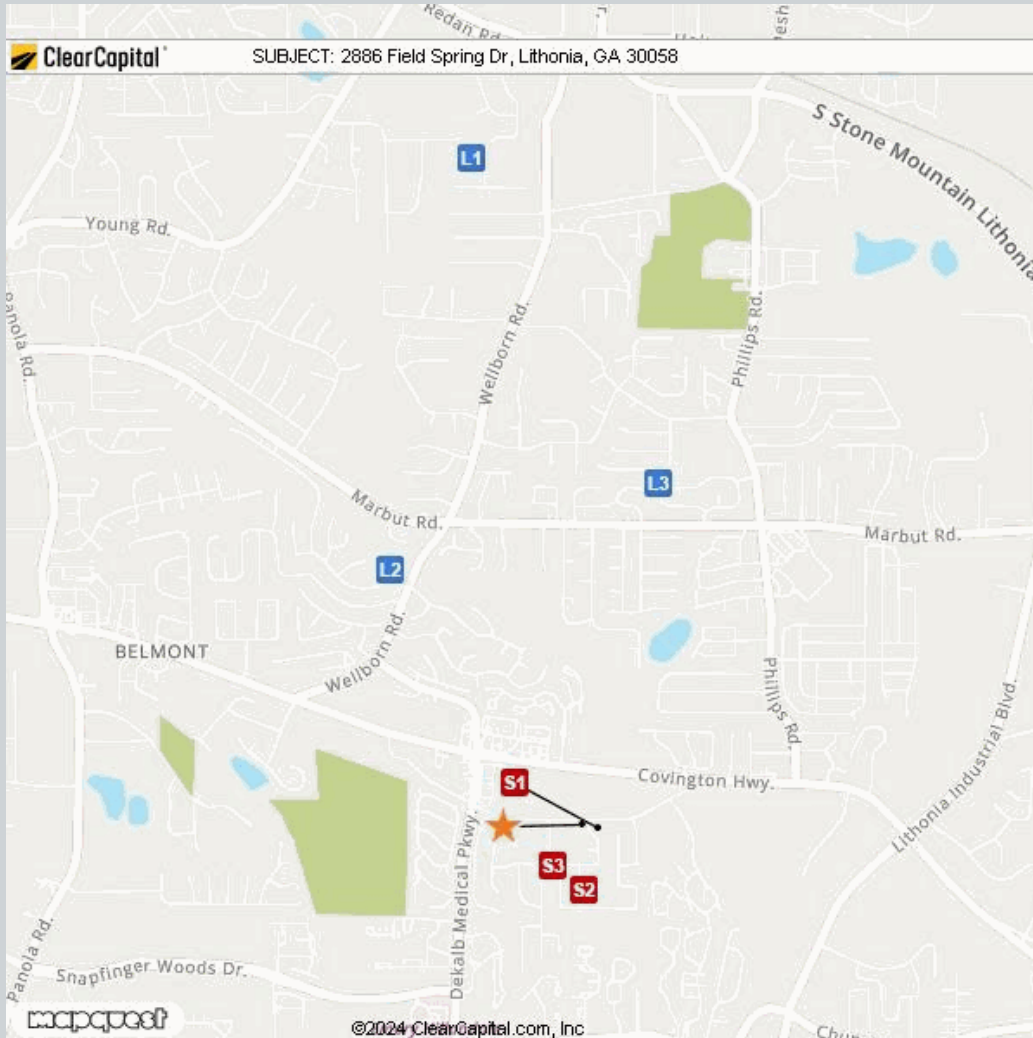 Redan Rd.
ClearCapital
SUBJECT: 2886 Field Spring Dr, Lithonia, GA 30058
S Stone Mountain Lithonia
L1
Young Rd.
Panola Rd.
Wellborn Rd.
Phillips Rd.
L3
Marbut Rd.
Marbut Rd.
L2
BELMONT
Wellborn Rd.
Phillips Rd.
Lithonia Industrial Blvd.
Covington Hwy.
S1
S3
S2
Dekalb Medical Pkwy.
Panola Rd.
Snapfinger Woods Dr.
mapquest
©2024 ClearCapital.com, Inc